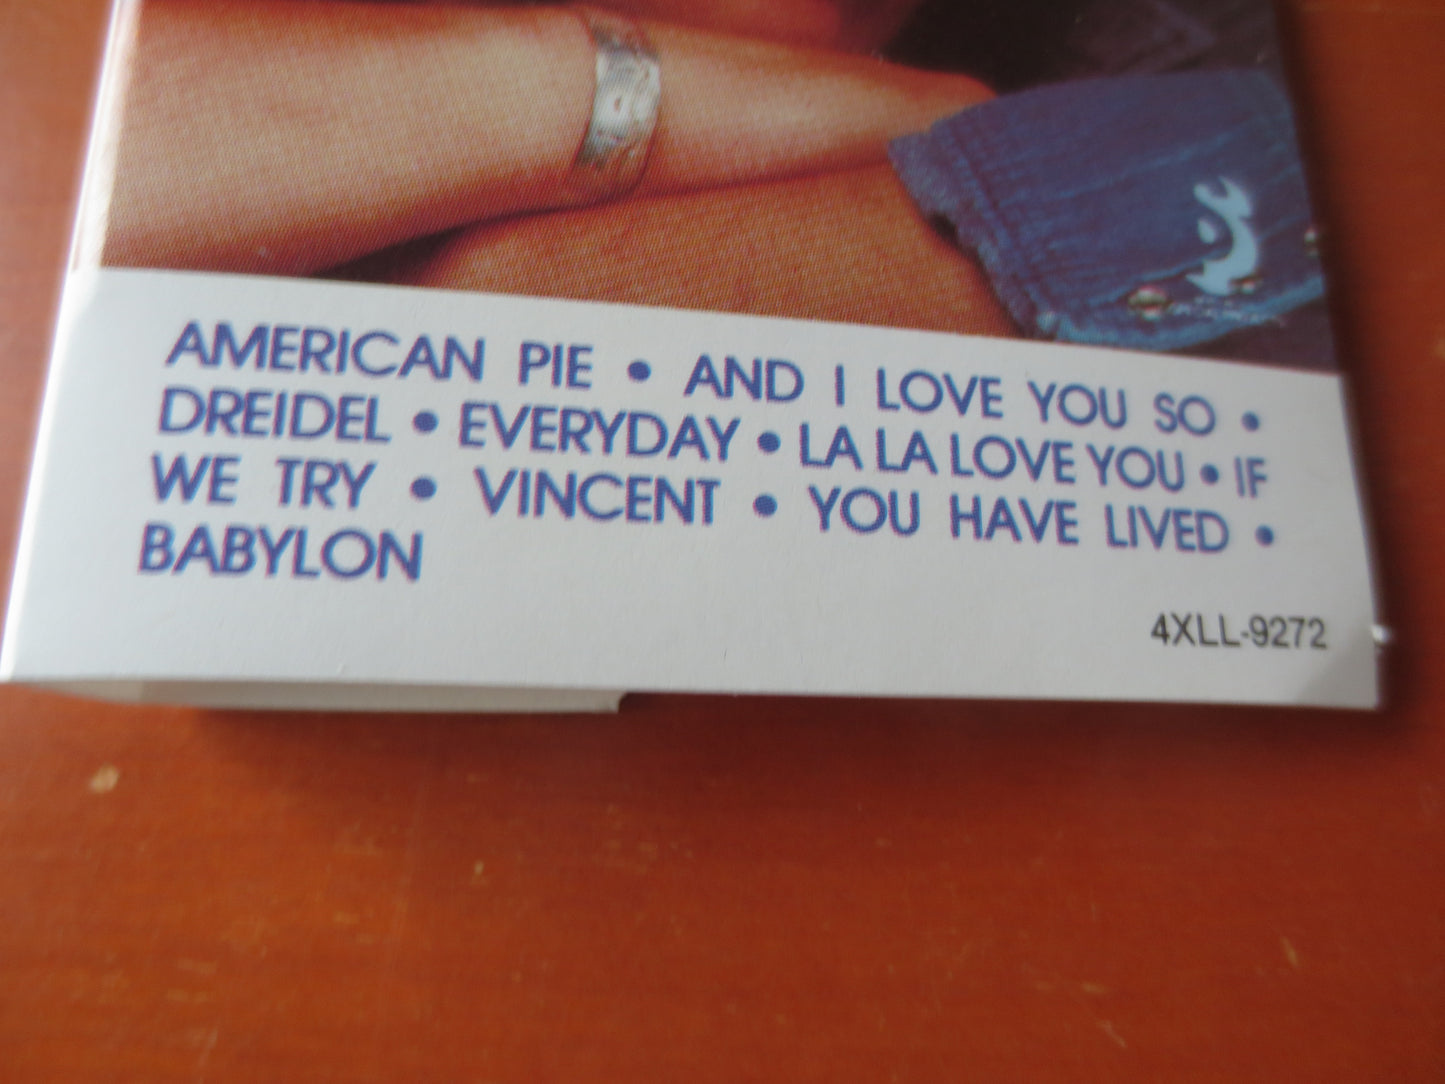 AMERICAN PIE • AND I LOVE YOU SO •
DREIDEL • EVERYDAY • LA LA LOVE YOU • IF
WE TRY • VINCENT • YOU HAVE LIVED •
BABYLON
4XLL-9272